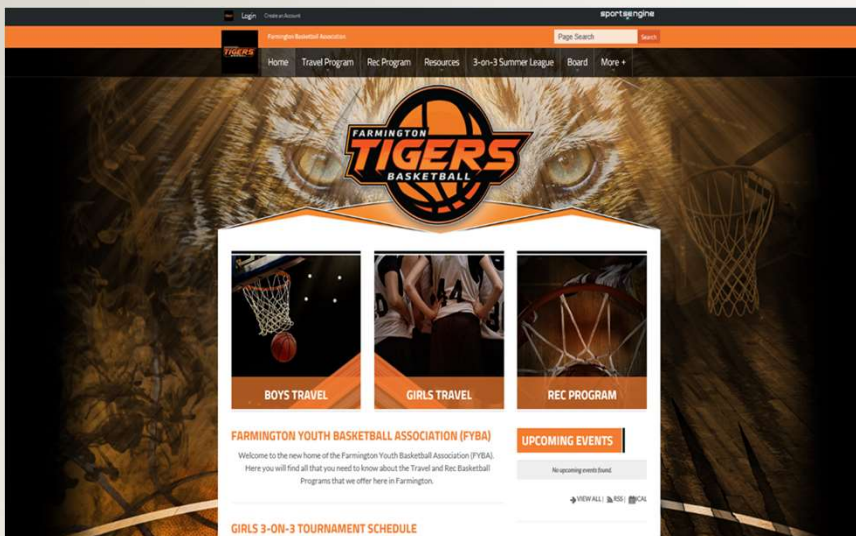 Login Create an Account
sportsengine
Farmington Basketball Association
Page Search Search
FARMINGTON
TIGERS
Home Travel Program Rec Program Resources 3-on-3 Summer League Board More +
FARMINGTON
TIGERS
BASKETBALL
44
BOYS TRAVEL
GIRLS TRAVEL
REC PROGRAM
FARMINGTON YOUTH BASKETBALL ASSOCIATION (FYBA)
Welcome to the new home of the Farmington Youth Basketball Association (FYBA).
Here you will find all that you need to know about the Travel and Rec Basketball
Programs that we offer here in Farmington.
UPCOMING EVENTS
No upcoming events found.
VIEW ALL | RSS | ICAL
GIRLS 3-ON-3 TOURNAMENT SCHEDULE